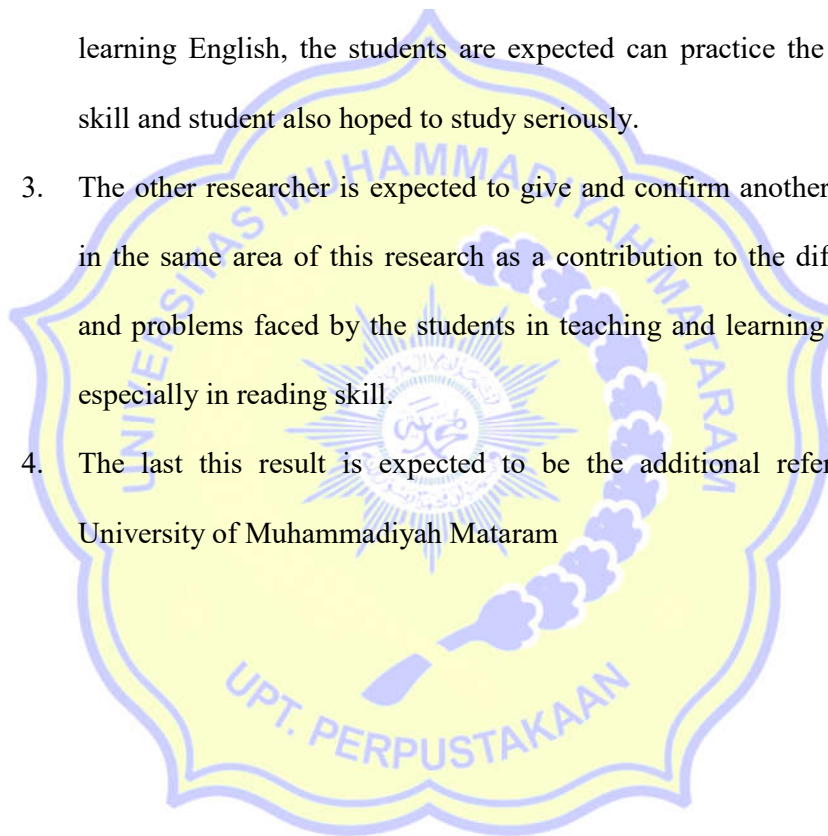 learning English, the students are expected can practice the
skill and student also hoped to study seriously.
3. The other researcher is expected to give and confirm another
in the same area of this research as a contribution to the dif
and problems faced by the students in teaching and learning
especially in reading skill.
4. The last this result is expected to be the additional refer
University of Muhammadiyah Mataram
UNIVERSITAS MUHAMMADIYAH MATARAM
UPT. PERPUSTAKAAN